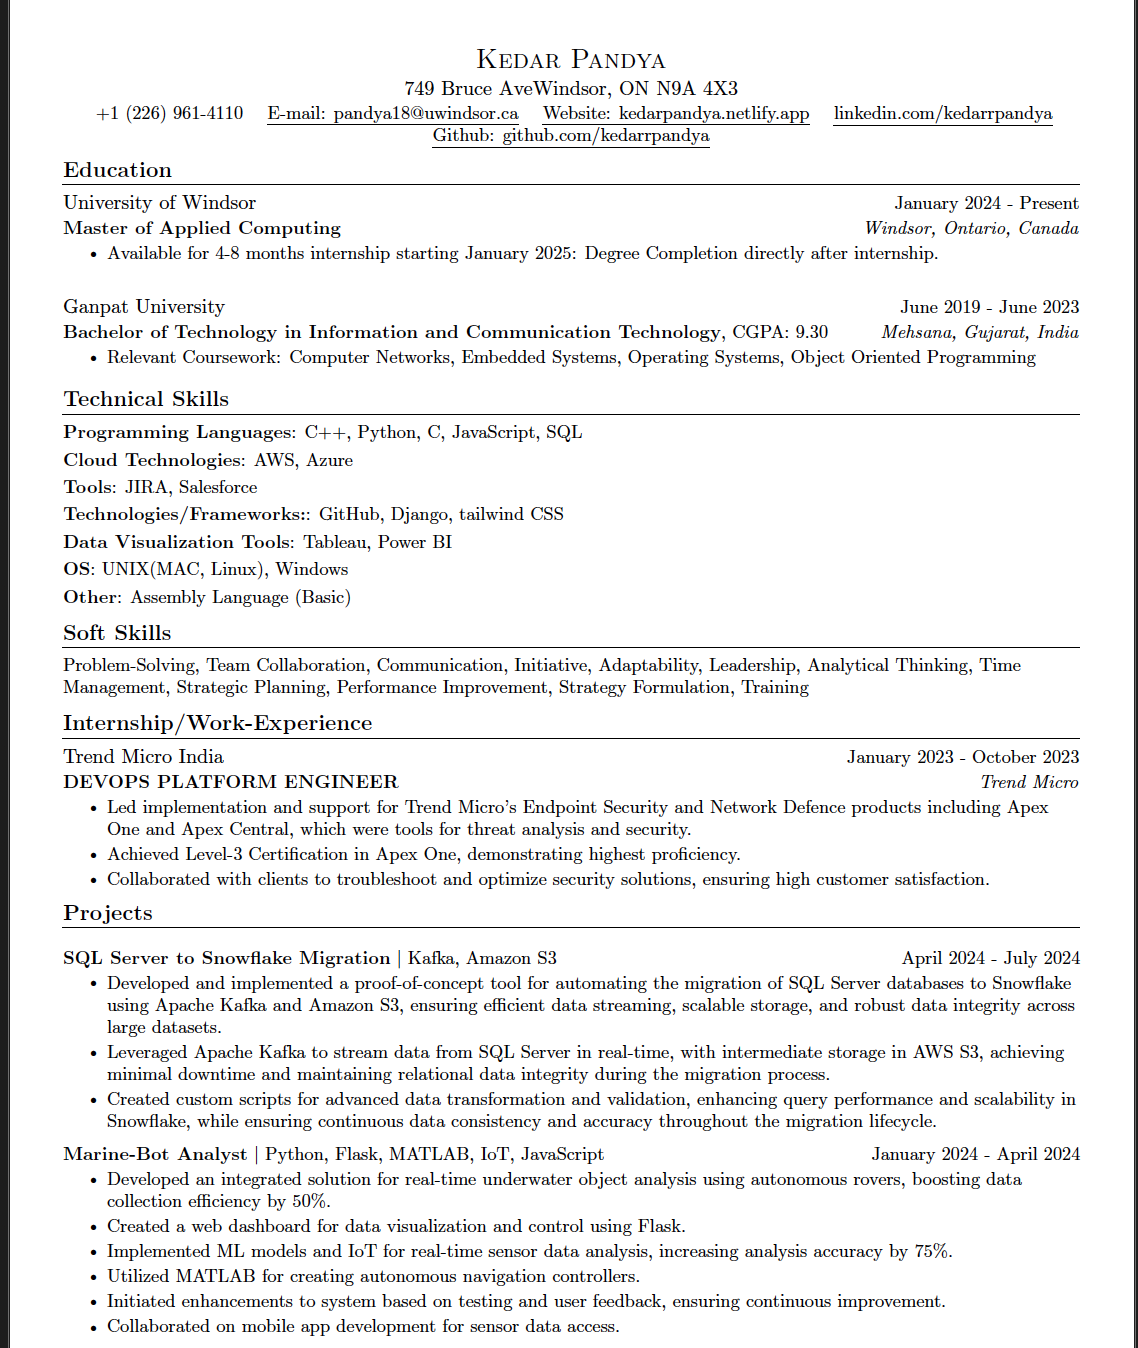 Kedar Pandya
749 Bruce AveWindsor, ON N9A 4X3
+1 (226) 961-4110 E-mail: pandya18@uwindsor.ca Website: kedarpandya.netlify.app linkedin.com/kedarrpandya
Github: github.com/kedarrpandya
Education
University of Windsor January 2024 - Present
Master of Applied Computing Windsor, Ontario, Canada
• Available for 4-8 months internship starting January 2025: Degree Completion directly after internship.
Ganpat University June 2019 - June 2023
Bachelor of Technology in Information and Communication Technology, CGPA: 9.30 Mehsana, Gujarat, India
• Relevant Coursework: Computer Networks, Embedded Systems, Operating Systems, Object Oriented Programming
Technical Skills
Programming Languages: C++, Python, C, JavaScript, SQL
Cloud Technologies: AWS, Azure
Tools: JIRA, Salesforce
Technologies/Frameworks:: GitHub, Django, tailwind CSS
Data Visualization Tools: Tableau, Power BI
OS: UNIX(MAC, Linux), Windows
Other: Assembly Language (Basic)
Soft Skills
Problem-Solving, Team Collaboration, Communication, Initiative, Adaptability, Leadership, Analytical Thinking, Time
Management, Strategic Planning, Performance Improvement, Strategy Formulation, Training
Internship/Work-Experience
Trend Micro India January 2023 - October 2023
DEVOPS PLATFORM ENGINEER Trend Micro
• Led implementation and support for Trend Micro's Endpoint Security and Network Defence products including Apex
One and Apex Central, which were tools for threat analysis and security.
• Achieved Level-3 Certification in Apex One, demonstrating highest proficiency.
• Collaborated with clients to troubleshoot and optimize security solutions, ensuring high customer satisfaction.
Projects
SQL Server to Snowflake Migration | Kafka, Amazon S3 April 2024 - July 2024
• Developed and implemented a proof-of-concept tool for automating the migration of SQL Server databases to Snowflake
using Apache Kafka and Amazon S3, ensuring efficient data streaming, scalable storage, and robust data integrity across
large datasets.
• Leveraged Apache Kafka to stream data from SQL Server in real-time, with intermediate storage in AWS S3, achieving
minimal downtime and maintaining relational data integrity during the migration process.
• Created custom scripts for advanced data transformation and validation, enhancing query performance and scalability in
Snowflake, while ensuring continuous data consistency and accuracy throughout the migration lifecycle.
Marine-Bot Analyst | Python, Flask, MATLAB, IoT, JavaScript January 2024 - April 2024
• Developed an integrated solution for real-time underwater object analysis using autonomous rovers, boosting data
collection efficiency by 50%.
• Created a web dashboard for data visualization and control using Flask.
• Implemented ML models and IoT for real-time sensor data analysis, increasing analysis accuracy by 75%.
• Utilized MATLAB for creating autonomous navigation controllers.
• Initiated enhancements to system based on testing and user feedback, ensuring continuous improvement.
• Collaborated on mobile app development for sensor data access.